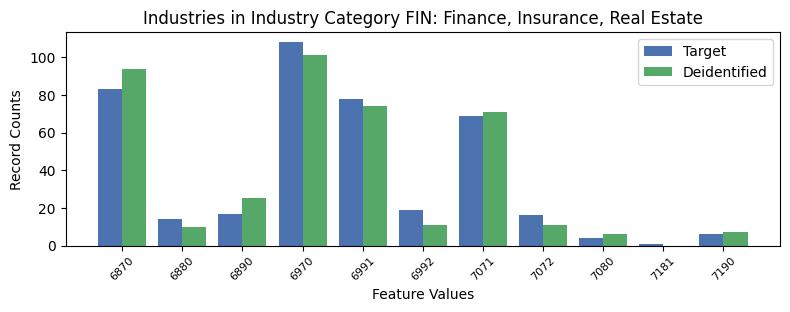 Industries in Industry Category FIN: Finance, Insurance, Real Estate
Target
Deidentified
Record Counts
100
80
60
40
20
0
6870 6880 6890 6970 6991 6992 7071 7072 7080 7181 7190
Feature Values